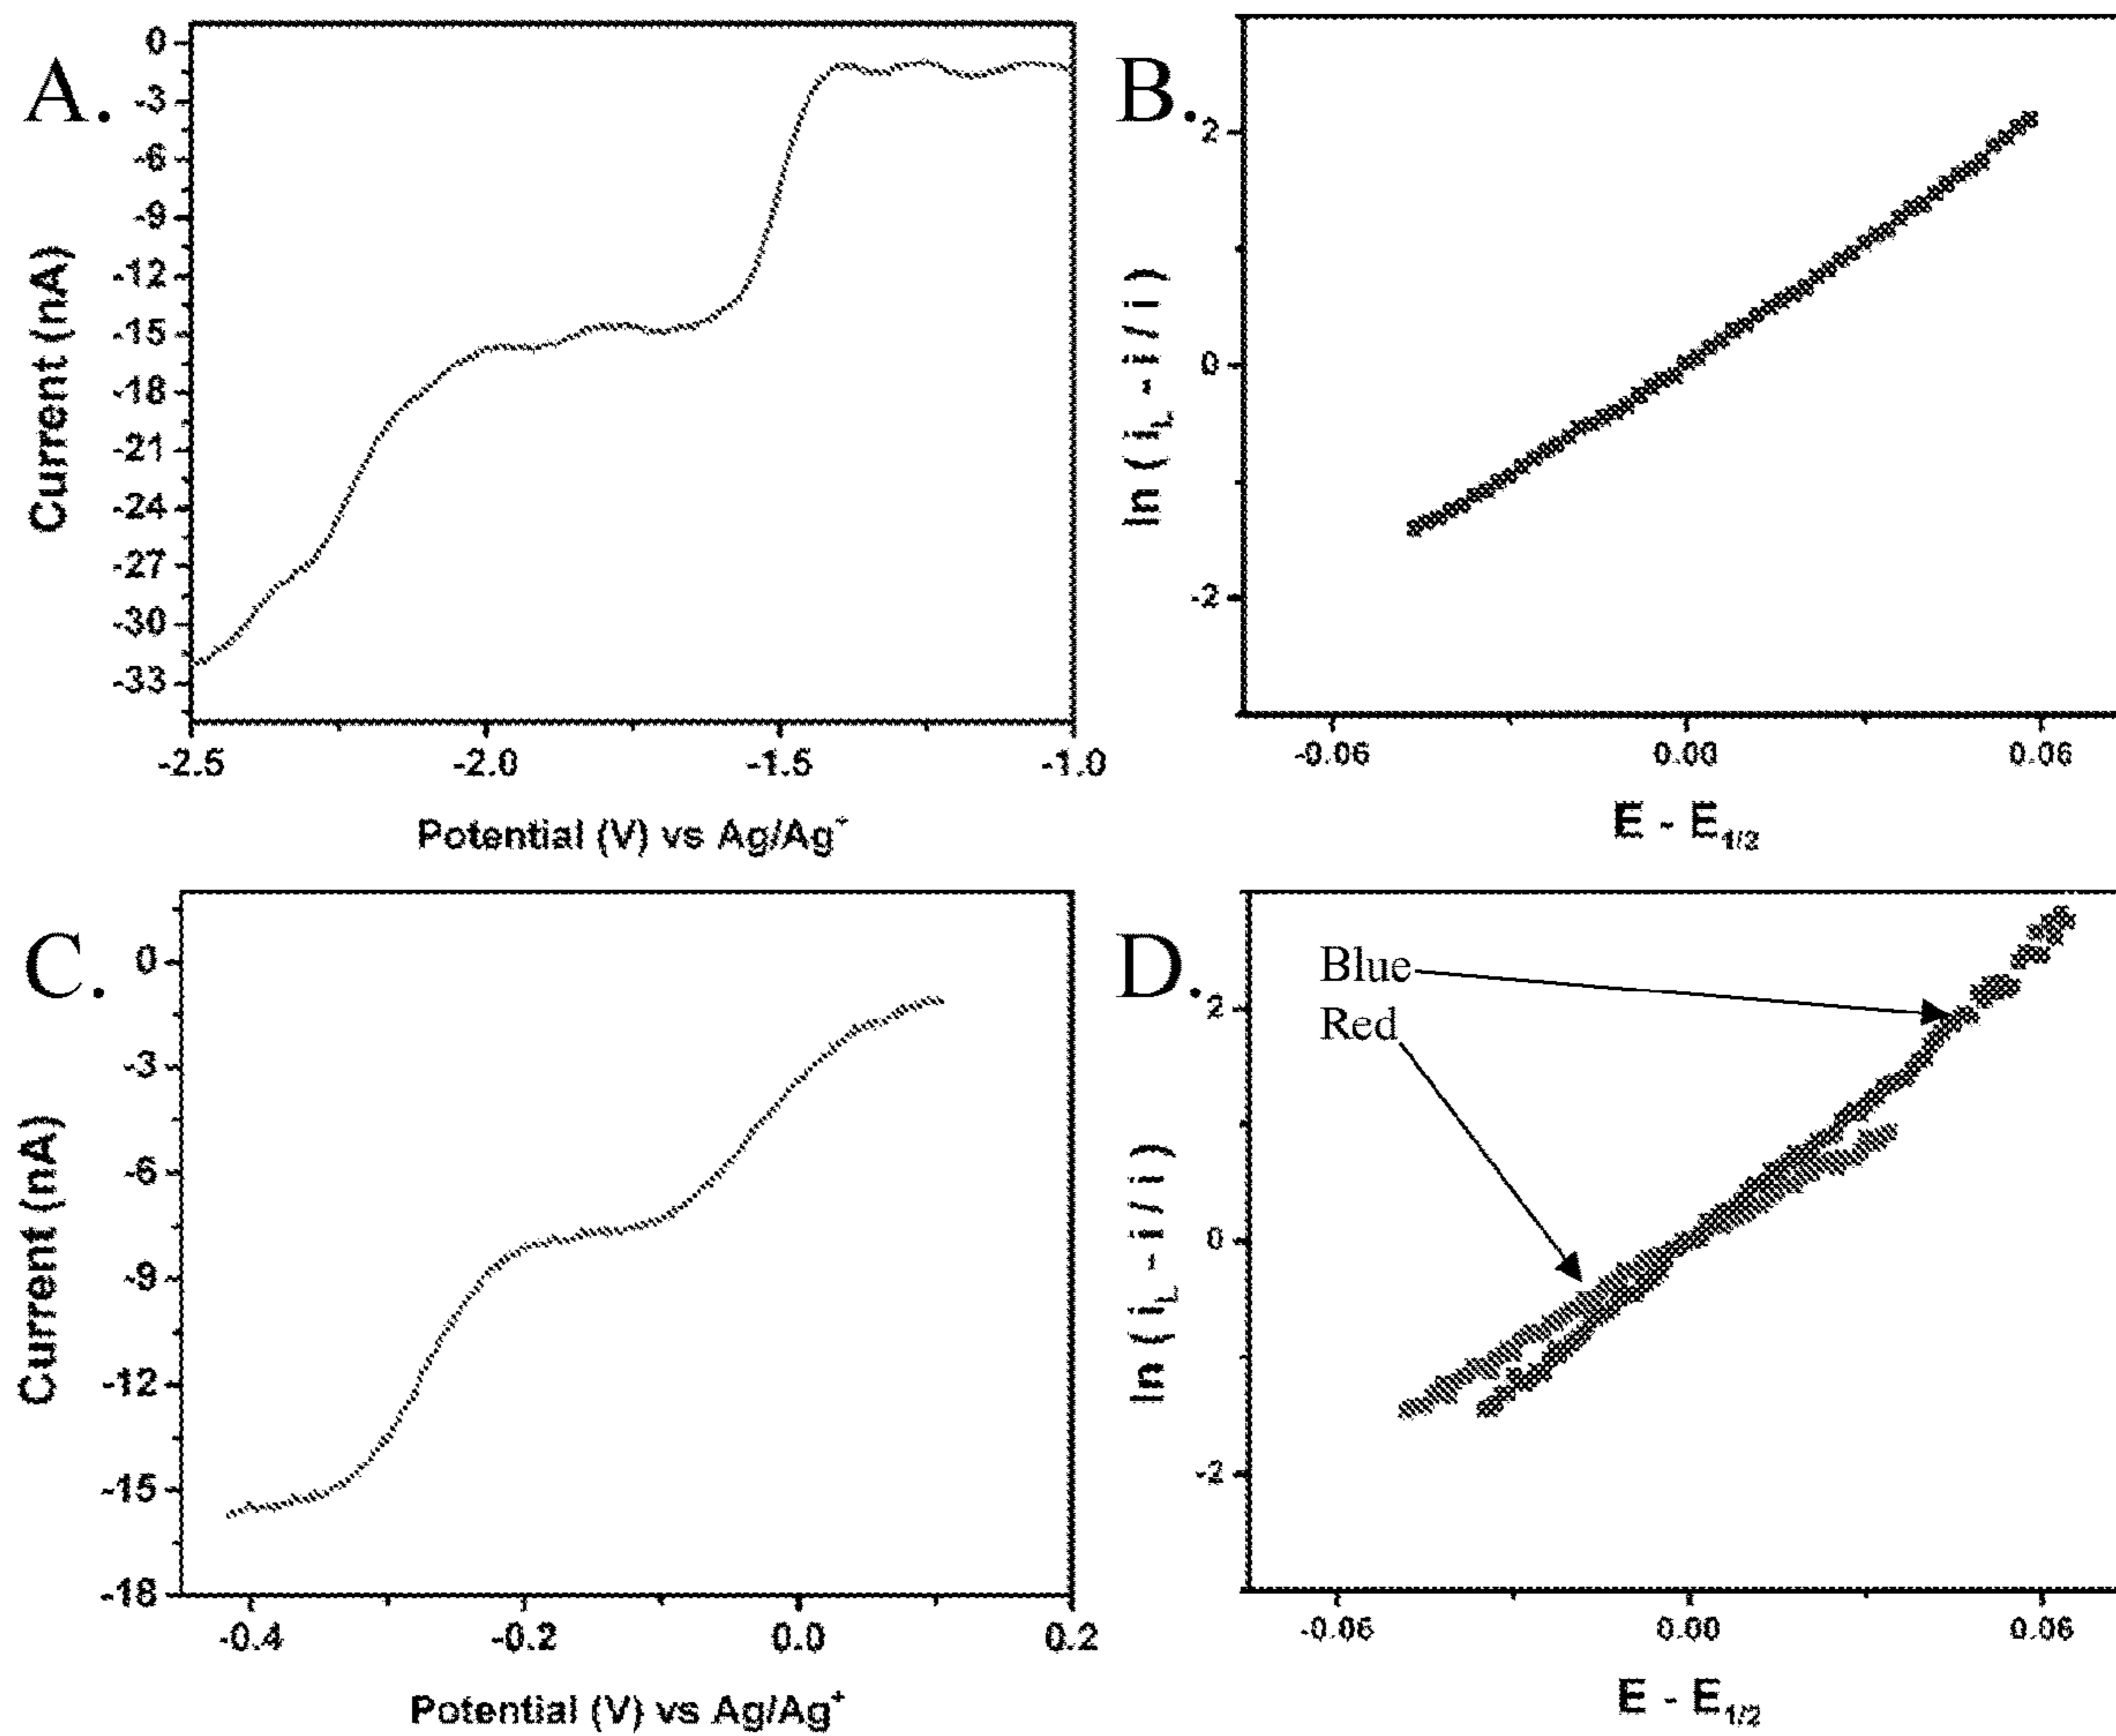 A.
0
-3
-6
-9
-12
-15
-18
-21
-24
-27
-30
-33
Current (nA)
-2.5 -2.0 -1.5 -1.0
Potential (V) vs Ag/Ag+
B.
2
0
-2
ln ( iL - i / i )
-0.06 0.00 0.06
E - E1/2
C.
0
-3
-6
-9
-12
-15
-18
Current (nA)
-0.4 -0.2 0.0 0.2
Potential (V) vs Ag/Ag+
D.
Blue
Red
2
0
-2
ln ( iL - i / i )
-0.06 0.00 0.06
E - E1/2